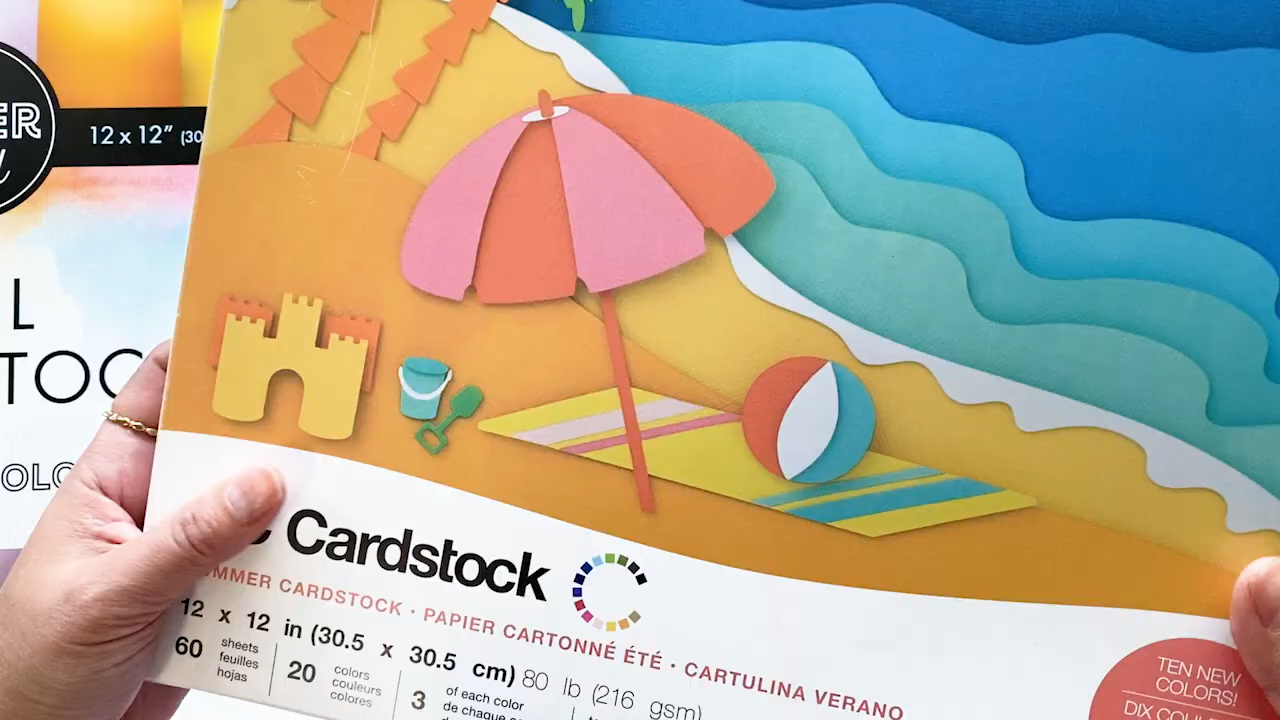 12 x 12" (30
L
TOC
OLO
Cardstock
MMER CARDSTOCK · PAPIER CARTONNÉ ÉTÉ · CARTULINA VERANO
12 x 12 in (30.5 x 30.5 cm) 80 lb (216 gsm)
60 sheets
feuilles
hojas
20 colors
couleurs
colores
3 of each color
de chaque
TEN NEW
COLORS!
DIX COUL